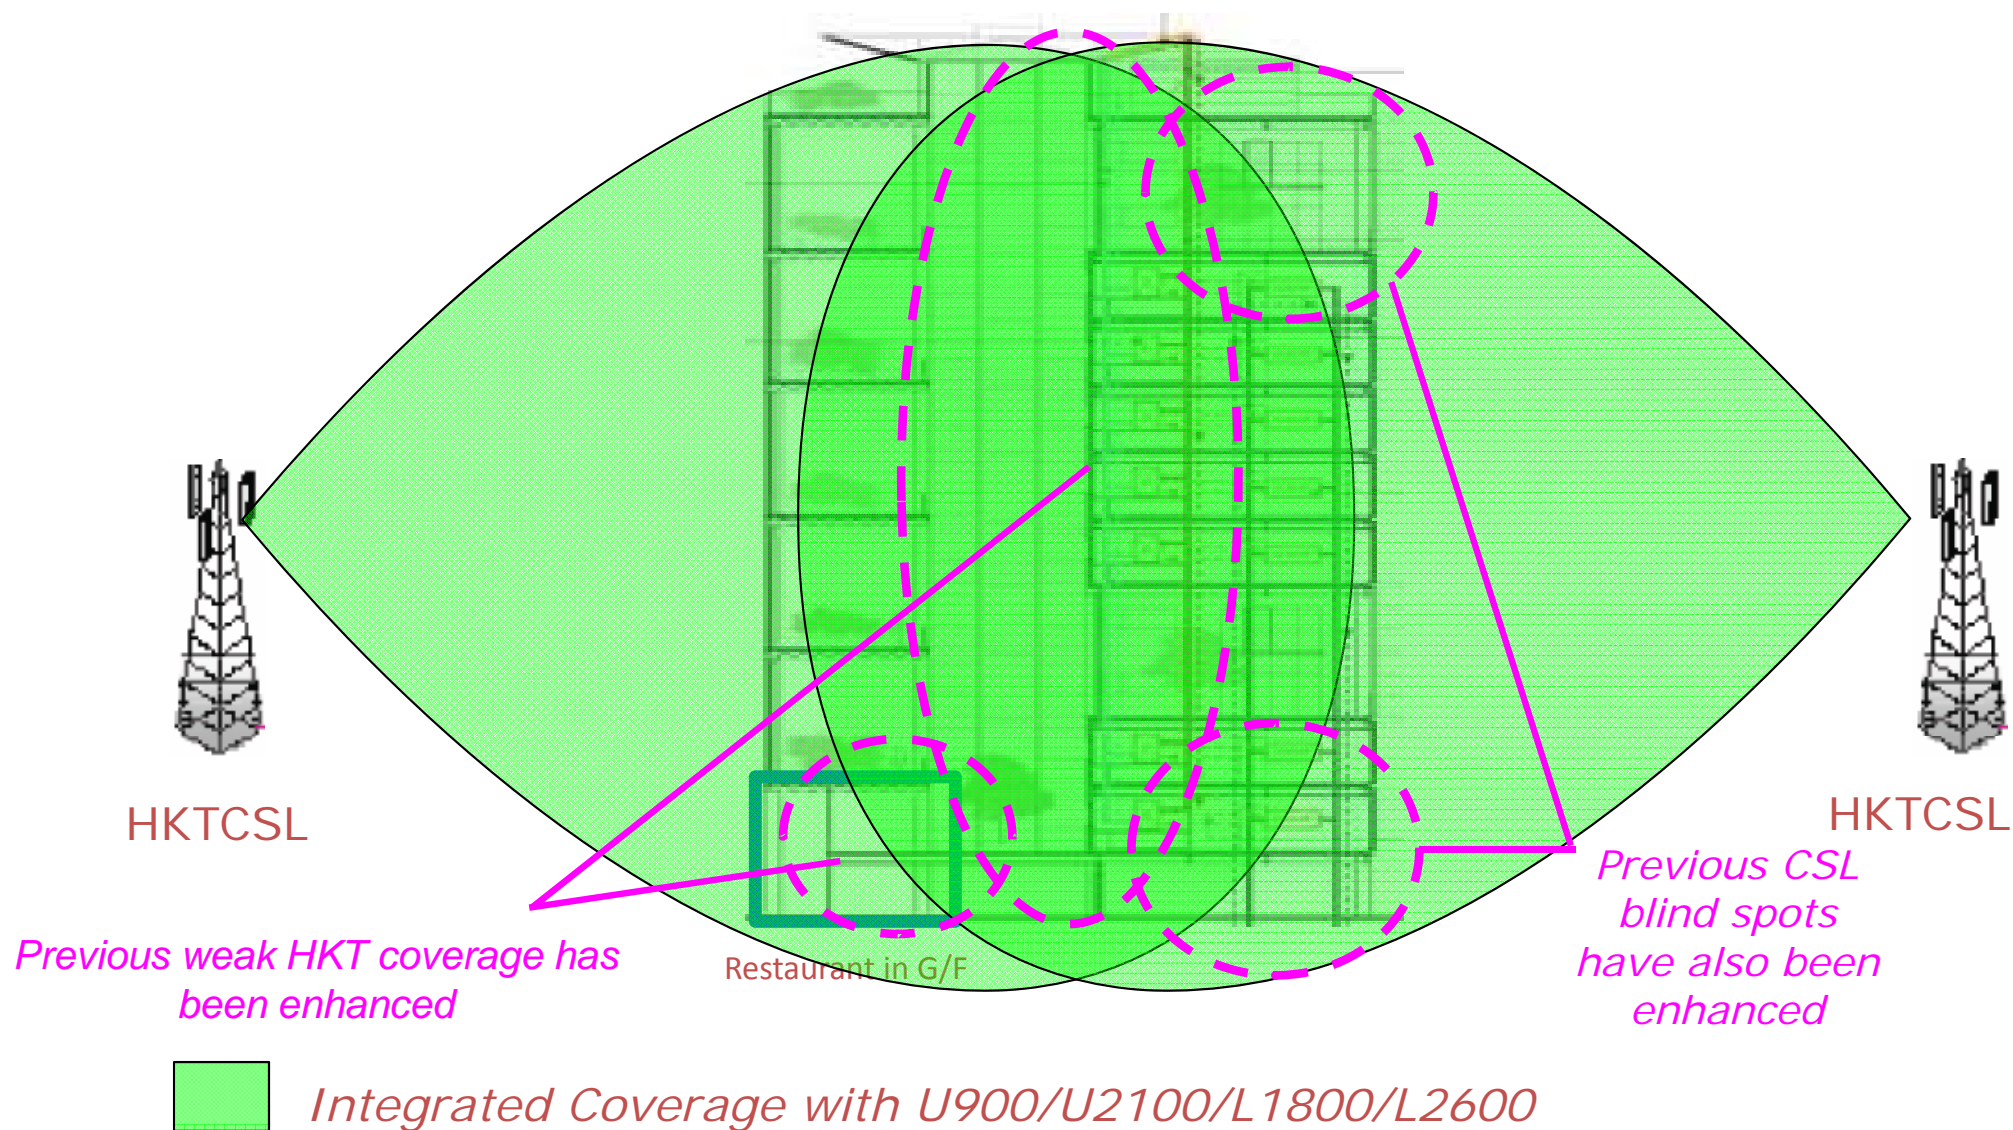 HKTCSL
HKTCSL
Previous weak HKT coverage has
been enhanced
Restaurant in G/F
Previous CSL
blind spots
have also been
enhanced
Integrated Coverage with U900/U2100/L1800/L2600